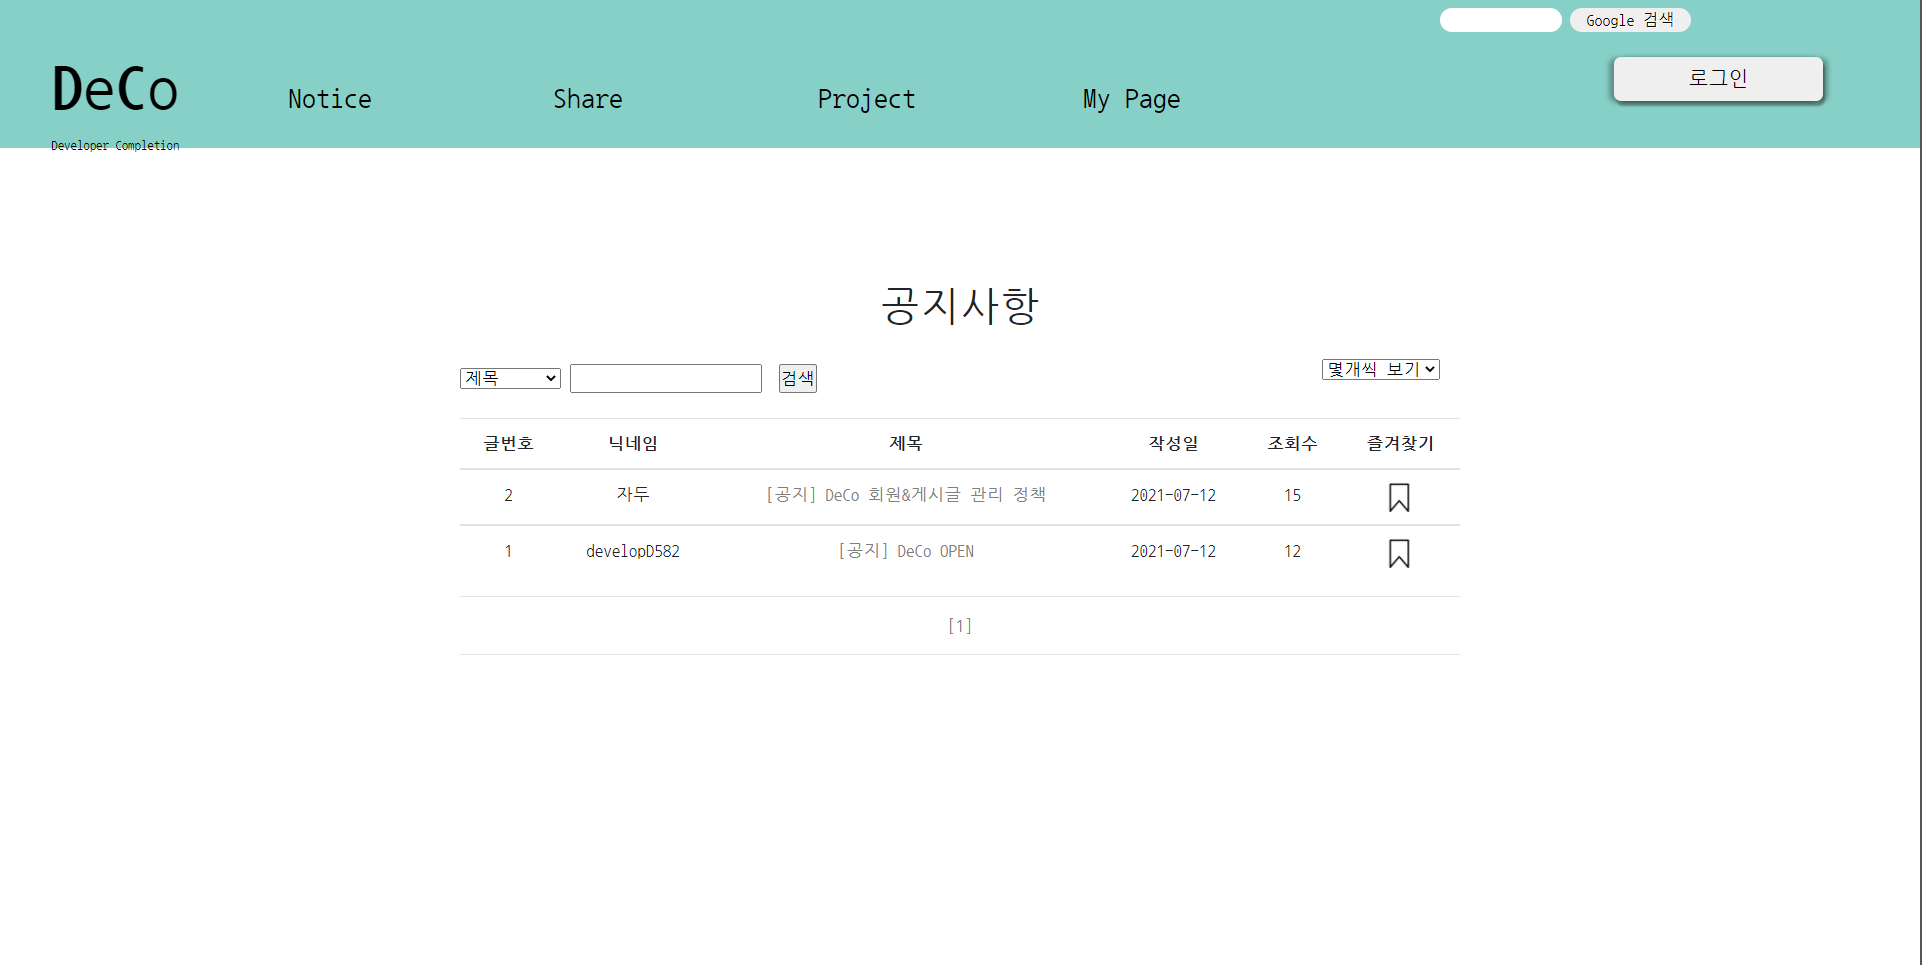 Google 검색
DeCo
Notice Share Project My Page
로그인
Developer Completion
공지사항
제목 검색 몇개씩 보기
글번호 닉네임 제목 작성일 조회수 즐겨찾기
2 자두 [공지] DeCo 회원&게시글 관리 정책 2021-07-12 15
1 developD582 [공지] DeCo OPEN 2021-07-12 12
[1]